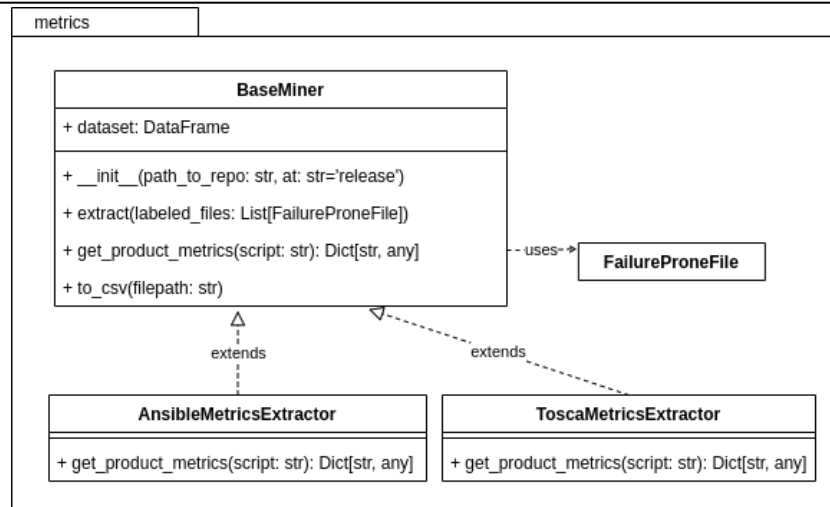 metrics
BaseMiner
+ dataset: DataFrame
+ __init__(path_to_repo: str, at: str='release')
+ extract(labeled_files: List[FailureProneFile])
+ get_product_metrics(script: str): Dict[str, any]
+ to_csv(filepath: str)
uses
FailureProneFile
extends
extends
AnsibleMetricsExtractor
+ get_product_metrics(script: str): Dict[str, any]
ToscaMetricsExtractor
+ get_product_metrics(script: str): Dict[str, any]